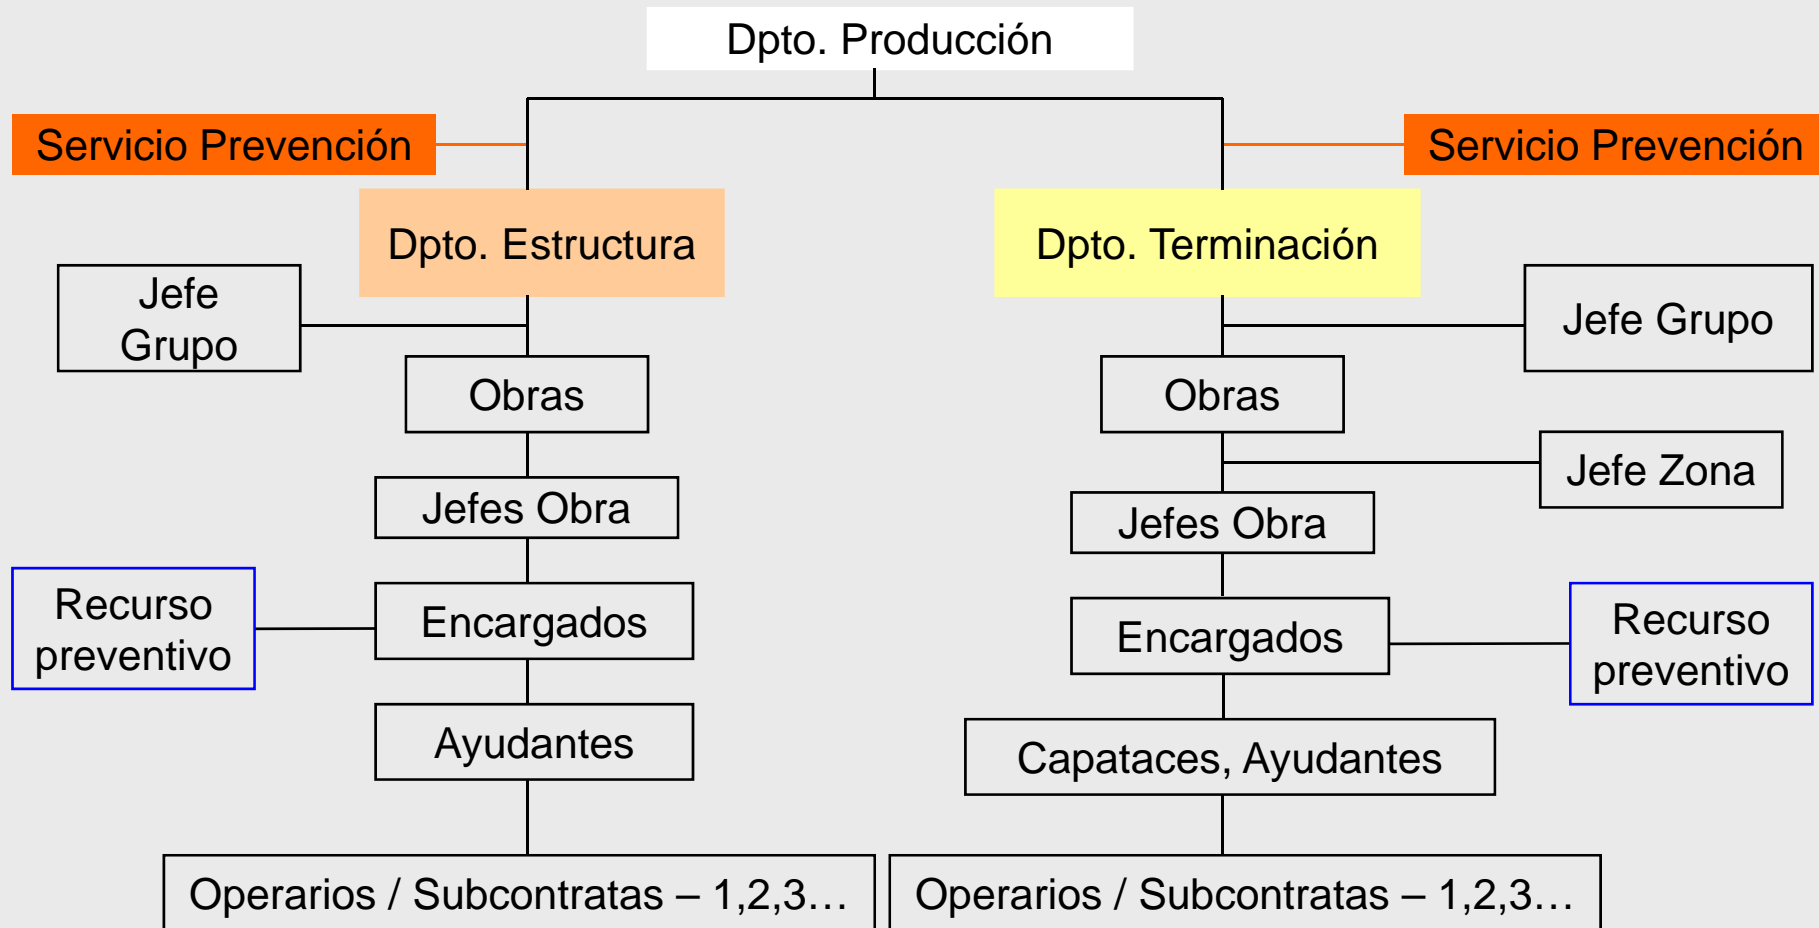 Dpto. Producción
Servicio Prevención
Servicio Prevención
Dpto. Estructura
Dpto. Terminación
Jefe
Grupo
Jefe Grupo
Obras
Obras
Jefe Zona
Jefes Obra
Jefes Obra
Recurso
preventivo
Encargados
Encargados
Recurso
preventivo
Ayudantes
Capataces, Ayudantes
Operarios / Subcontratas – 1,2,3…
Operarios / Subcontratas – 1,2,3…